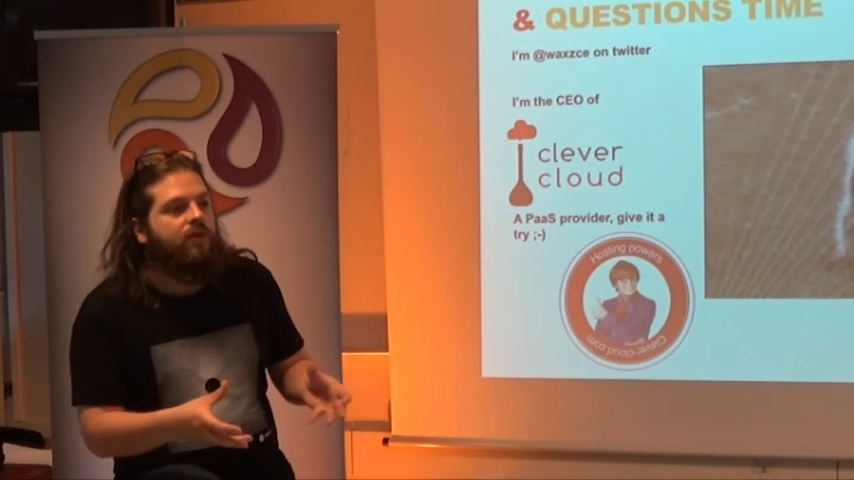 & QUESTIONS TIME
I'm @waxzce on twitter
I'm the CEO of
clever
cloud
A PaaS provider, give it a
try ;-)
Hosting powers
Clever-cloud.com